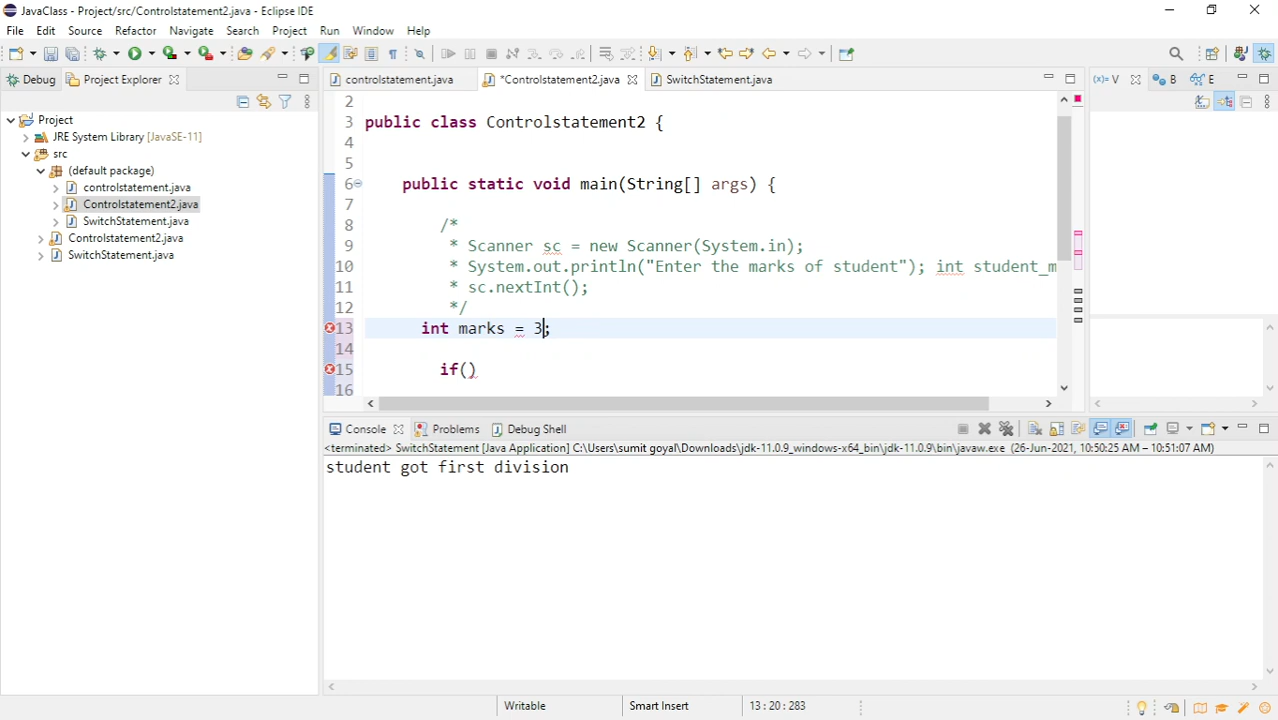 JavaClass - Project/src/Controlstatement2.java - Eclipse IDE
File Edit Source Refactor Navigate Search Project Run Window Help
Debug Project Explorer
controlstatement.java *Controlstatement2.java SwitchStatement.java
(x)= V B E
Project
JRE System Library [JavaSE-11]
src
(default package)
controlstatement.java
Controlstatement2.java
SwitchStatement.java
Controlstatement2.java
SwitchStatement.java
2
3 public class Controlstatement2 {
4
5
6 public static void main(String[] args) {
7
8 /*
9 * Scanner sc = new Scanner(System.in);
10 * System.out.println("Enter the marks of student"); int student_m
11 * sc.nextInt();
12 */
13 int marks = 3;
14
15 if()
16
Console Problems Debug Shell
<terminated> SwitchStatement [Java Application] C:\Users\sumit goyal\Downloads\jdk-11.0.9_windows-x64_bin\jdk-11.0.9\bin\javaw.exe (26-Jun-2021, 10:50:25 AM – 10:51:07 AM)
student got first division
Writable Smart Insert 13 : 20 : 283